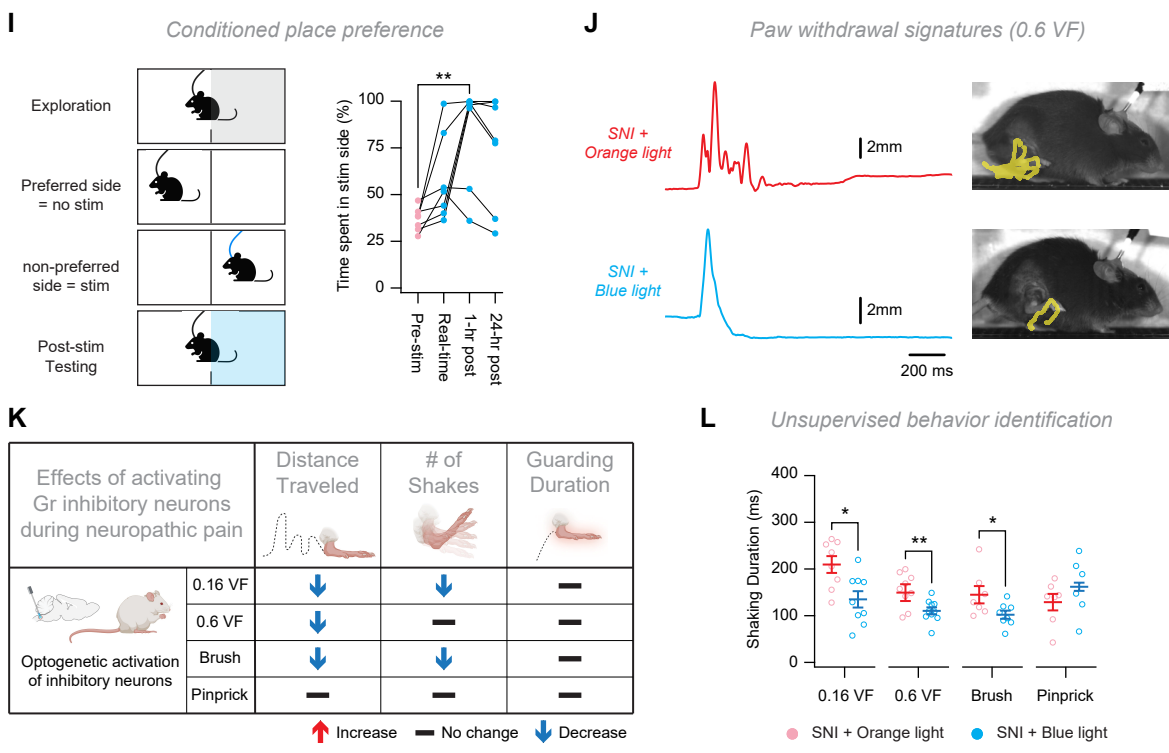 I
Conditioned place preference
Exploration
Preferred side
= no stim
non-preferred
side = stim
Post-stim
Testing
Time spent in stim side (%)
100
75
50
25
0
**
Pre-stim
Real-time
1-hr post
24-hr post
J
Paw withdrawal signatures (0.6 VF)
SNI +
Orange light
2mm
SNI +
Blue light
2mm
200 ms
K
Effects of activating
Gr inhibitory neurons
during neuropathic pain
Distance
Traveled
# of
Shakes
Guarding
Duration
Optogenetic activation
of inhibitory neurons
0.16 VF
0.6 VF
Brush
Pinprick
Increase
No change
Decrease
L
Unsupervised behavior identification
Shaking Duration (ms)
400
300
200
100
0
*
**
*
0.16 VF
0.6 VF
Brush
Pinprick
SNI + Orange light
SNI + Blue light